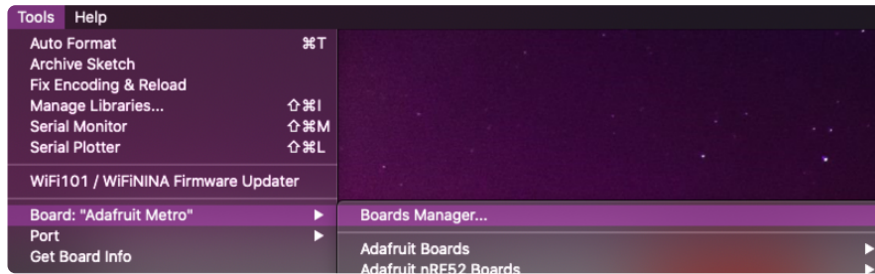 Tools Help
Auto Format ⌘T
Archive Sketch
Fix Encoding & Reload
Manage Libraries... ⇧⌘I
Serial Monitor ⇧⌘M
Serial Plotter ⇧⌘L
WiFi101 / WiFiNINA Firmware Updater
Board: "Adafruit Metro" ▶ Boards Manager...
Port ▶
Adafruit Boards ▶
Get Board Info
Adafruit nRF52 Boards ▶